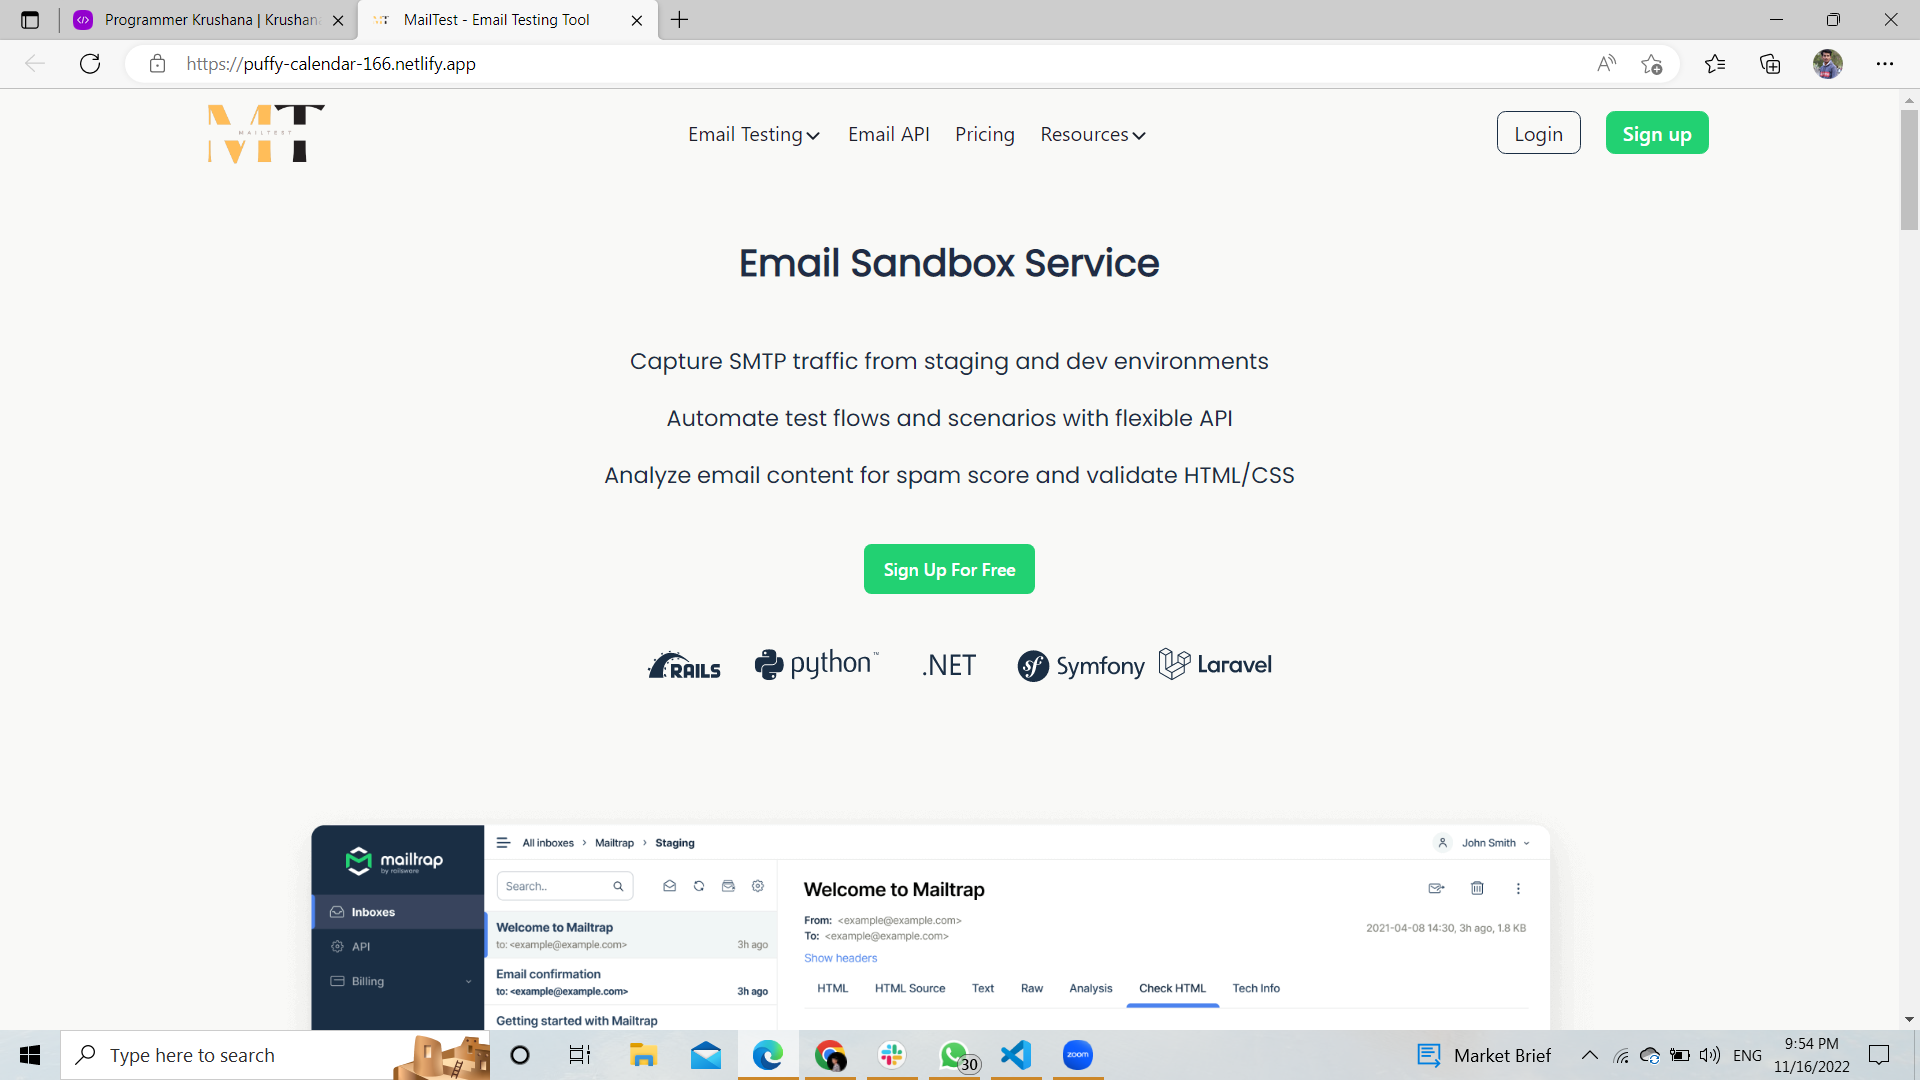 Programmer Krushana | Krushan
MailTest - Email Testing Tool
https://puffy-calendar-166.netlify.app
MT
MAILTEST
Email Testing
Email API
Pricing
Resources
Login
Sign up
Email Sandbox Service
Capture SMTP traffic from staging and dev environments
Automate test flows and scenarios with flexible API
Analyze email content for spam score and validate HTML/CSS
Sign Up For Free
RAILS
python™
.NET
sf Symfony
Laravel
mailtrap
by railsware
Inboxes
API
Billing
All inboxes > Mailtrap > Staging
John Smith
Search..
Welcome to Mailtrap
to: <example@example.com> 3h ago
Email confirmation
to: <example@example.com> 3h ago
Getting started with Mailtrap
Welcome to Mailtrap
From: <example@example.com>
To: <example@example.com>
2021-04-08 14:30, 3h ago, 1.8 KB
Show headers
HTML
HTML Source
Text
Raw
Analysis
Check HTML
Tech Info
Type here to search
30
zoom
Market Brief
ENG
9:54 PM
11/16/2022